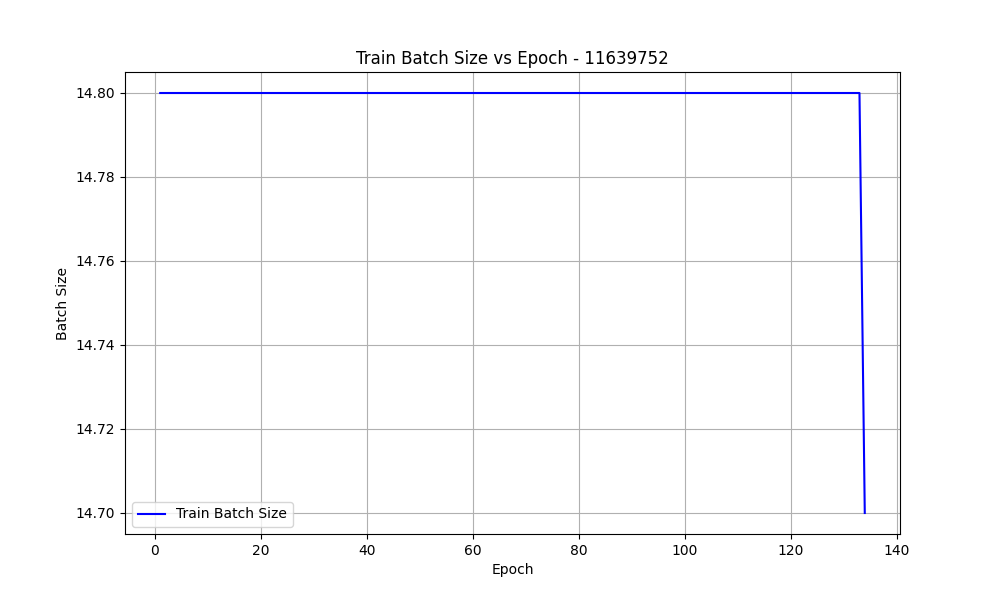 Train Batch Size vs Epoch - 11639752
14.80
14.78
14.76
14.74
14.72
14.70
Batch Size
Train Batch Size
0 20 40 60 80 100 120 140
Epoch